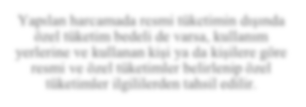 Yapılan harcamada resmi tüketimin dışında
özel tüketim bedeli de varsa, kullanım
yerlerine ve kullanan kişi ya da kişilere göre
resmi ve özel tüketimler belirlenip özel
tüketimler ilgililerden tahsil edilir.